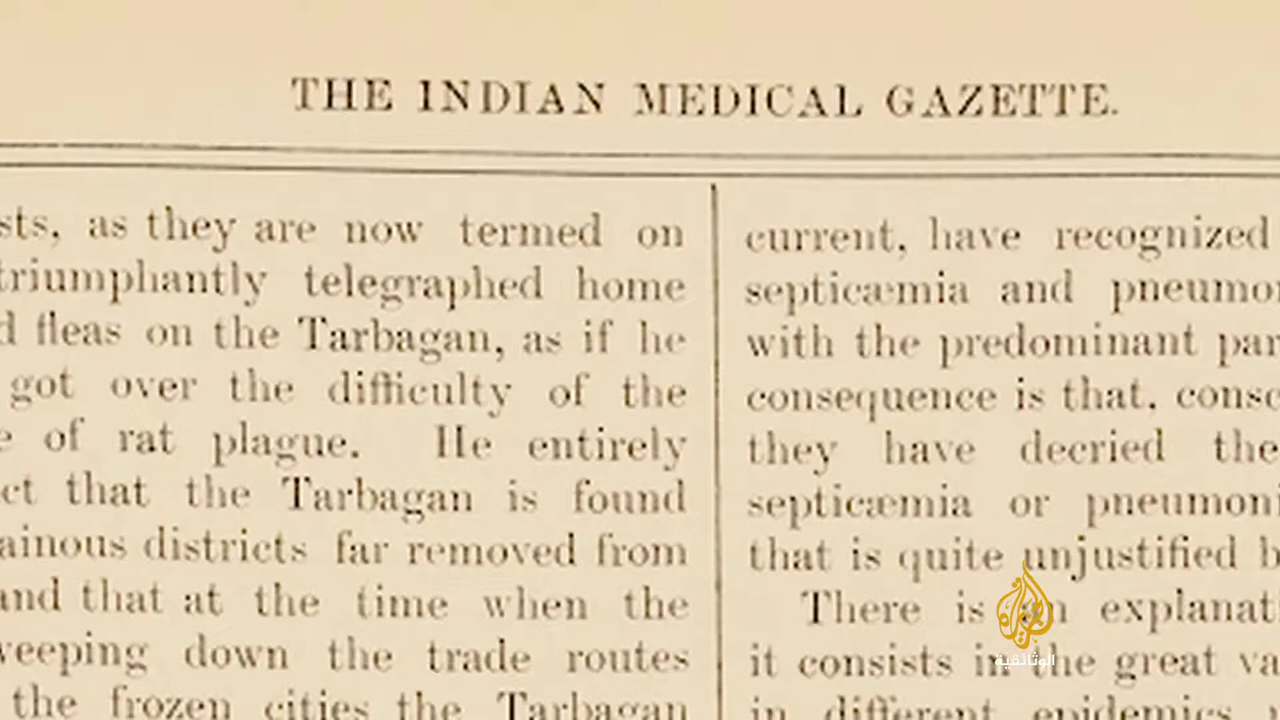 THE INDIAN MEDICAL GAZETTE.
sts, as they are now termed on
triumphantly telegraphed home
d fleas on the Tarbagan, as if he
got over the difficulty of the
e of rat plague. He entirely
ct that the Tarbagan is found
ainous districts far removed from
and that at the time when the
weeping down the trade routes
the frozen cities the Tarbagan
current, have recognized
septicæmia and pneumo
with the predominant par
consequence is that, consc
they have decried the
septicæmia or pneumoni
that is quite unjustified b
There is an explanat
it consists in the great va
in different epidemics
الوثائقية